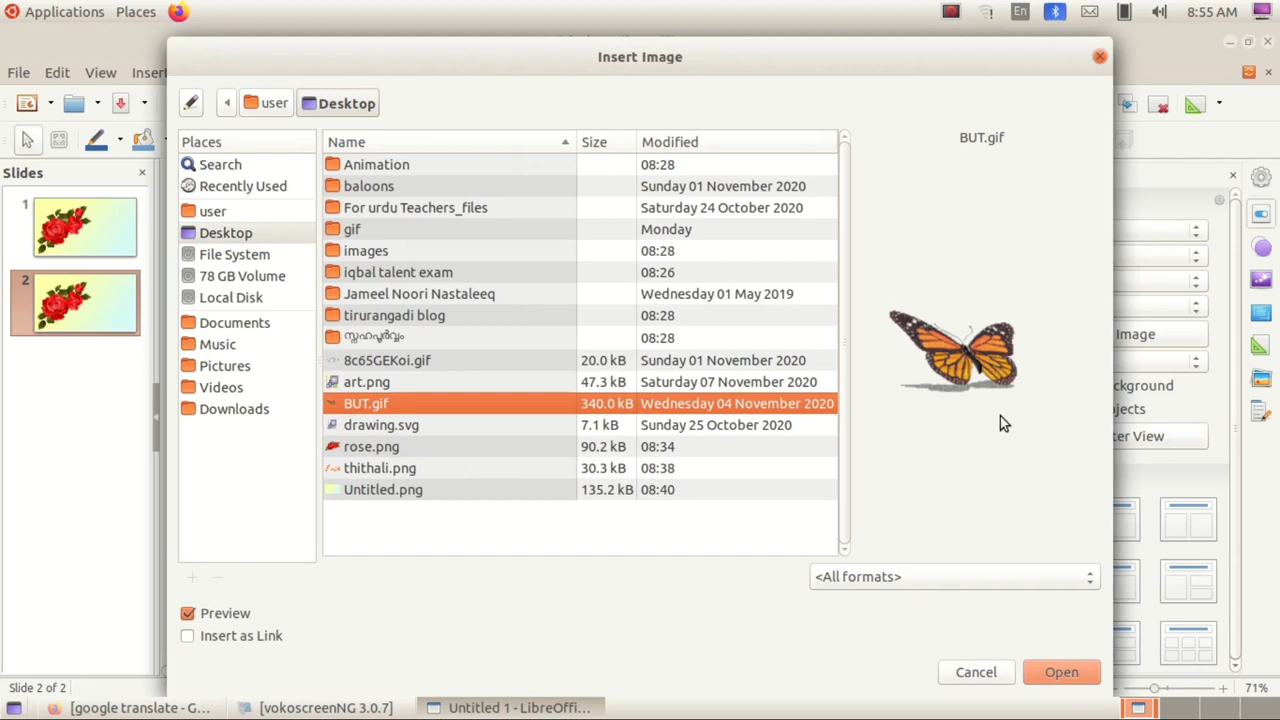 Applications Places En 8:55 AM
Insert Image
File Edit View Insert
user Desktop
Slides
1
2
Places
Search
Recently Used
user
Desktop
File System
78 GB Volume
Local Disk
Documents
Music
Pictures
Videos
Downloads
Name Size Modified
Animation 08:28
baloons Sunday 01 November 2020
For urdu Teachers_files Saturday 24 October 2020
gif Monday
images 08:28
iqbal talent exam 08:26
Jameel Noori Nastaleeq Wednesday 01 May 2019
tirurangadi blog 08:28
സ്നേഹപൂർവ്വം 08:28
8c65GEKoi.gif 20.0 kB Sunday 01 November 2020
art.png 47.3 kB Saturday 07 November 2020
BUT.gif 340.0 kB Wednesday 04 November 2020
drawing.svg 7.1 kB Sunday 25 October 2020
rose.png 90.2 kB 08:34
thithali.png 30.3 kB 08:38
Untitled.png 135.2 kB 08:40
BUT.gif
Image
ckground
jects
ter View
<All formats>
Preview
Insert as Link
Cancel Open
Slide 2 of 2 71%
[google translate - G... [vokoscreenNG 3.0.7] Untitled 1 - LibreOffi...